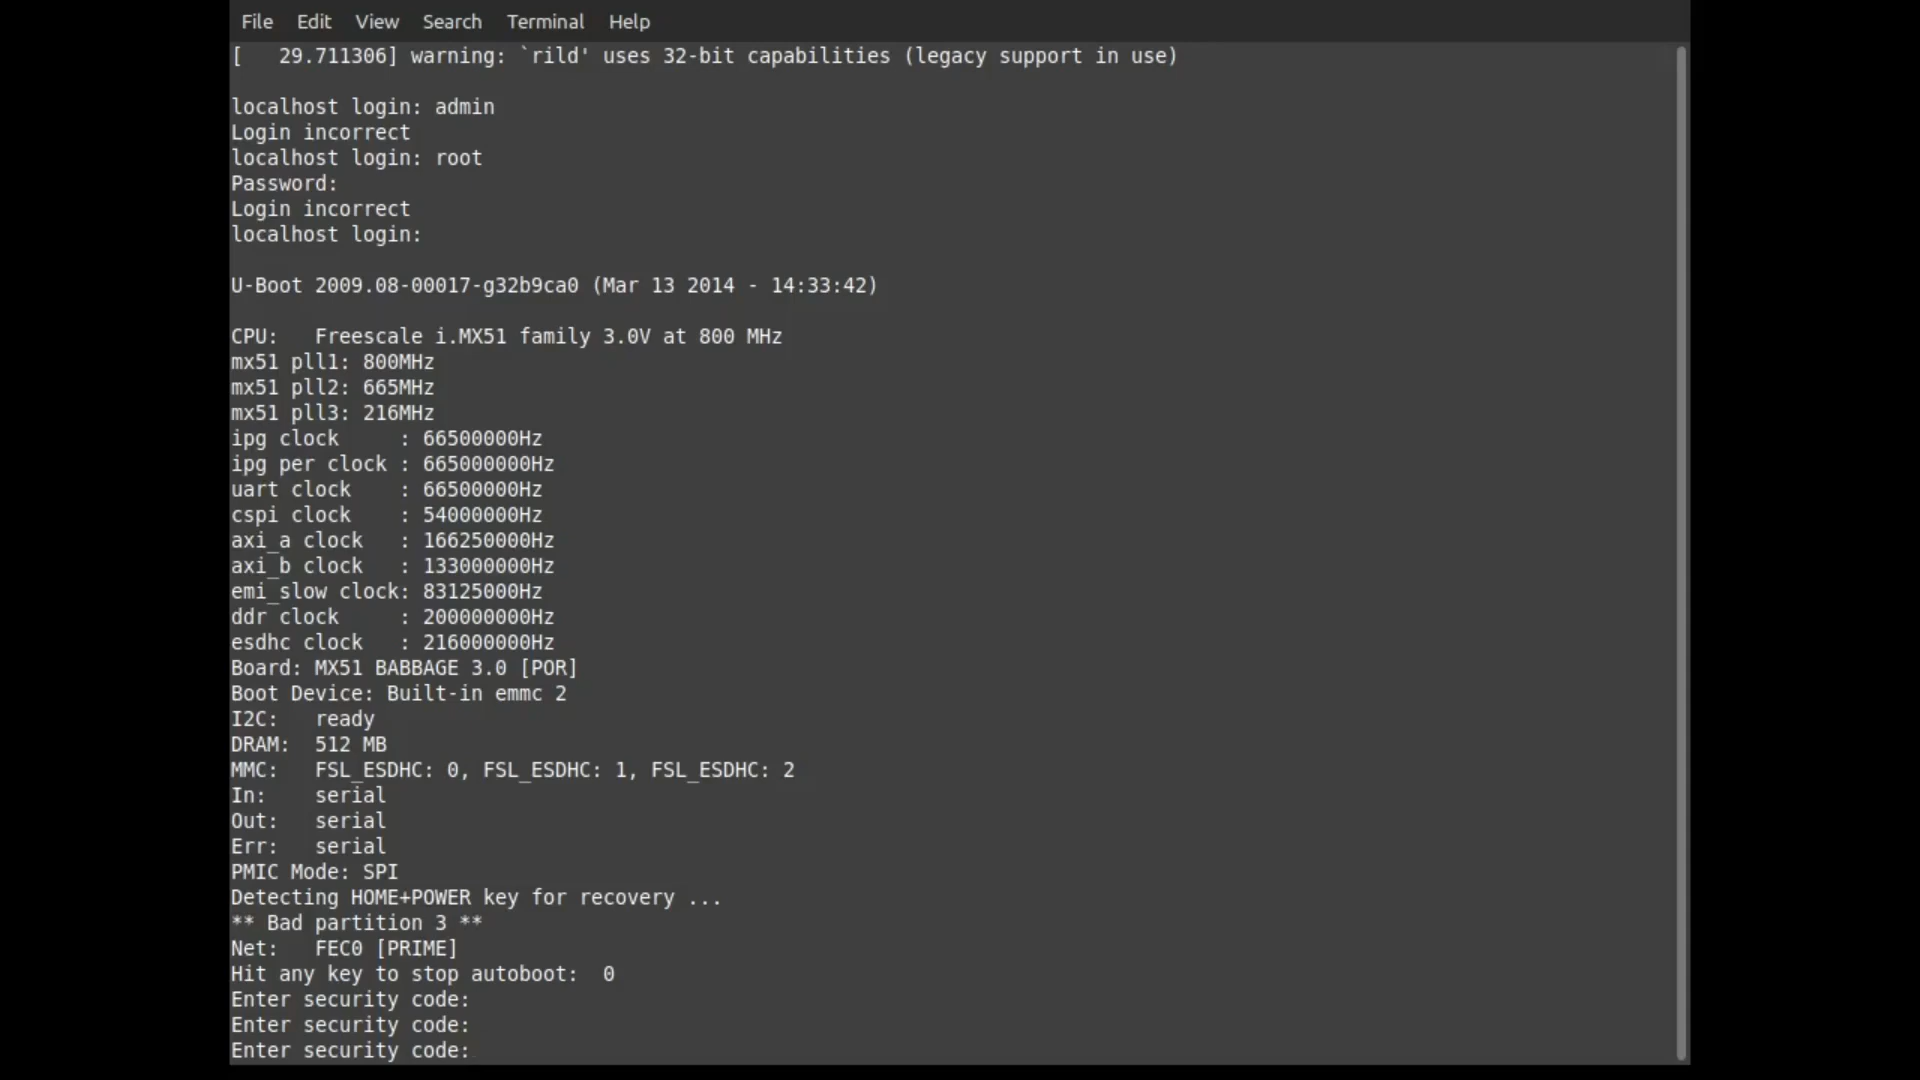 File Edit View Search Terminal Help
[   29.711306] warning: `rild' uses 32-bit capabilities (legacy support in use)
localhost login: admin
Login incorrect
localhost login: root
Password:
Login incorrect
localhost login:
U-Boot 2009.08-00017-g32b9ca0 (Mar 13 2014 - 14:33:42)
CPU:   Freescale i.MX51 family 3.0V at 800 MHz
mx51 pll1: 800MHz
mx51 pll2: 665MHz
mx51 pll3: 216MHz
ipg clock     : 66500000Hz
ipg per clock : 665000000Hz
uart clock    : 66500000Hz
cspi clock    : 54000000Hz
axi_a clock   : 166250000Hz
axi_b clock   : 133000000Hz
emi_slow clock: 83125000Hz
ddr clock     : 200000000Hz
esdhc clock   : 216000000Hz
Board: MX51 BABBAGE 3.0 [POR]
Boot Device: Built-in emmc 2
I2C:   ready
DRAM:  512 MB
MMC:   FSL_ESDHC: 0, FSL_ESDHC: 1, FSL_ESDHC: 2
In:    serial
Out:   serial
Err:   serial
PMIC Mode: SPI
Detecting HOME+POWER key for recovery ...
** Bad partition 3 **
Net:   FEC0 [PRIME]
Hit any key to stop autoboot:  0
Enter security code:
Enter security code:
Enter security code: